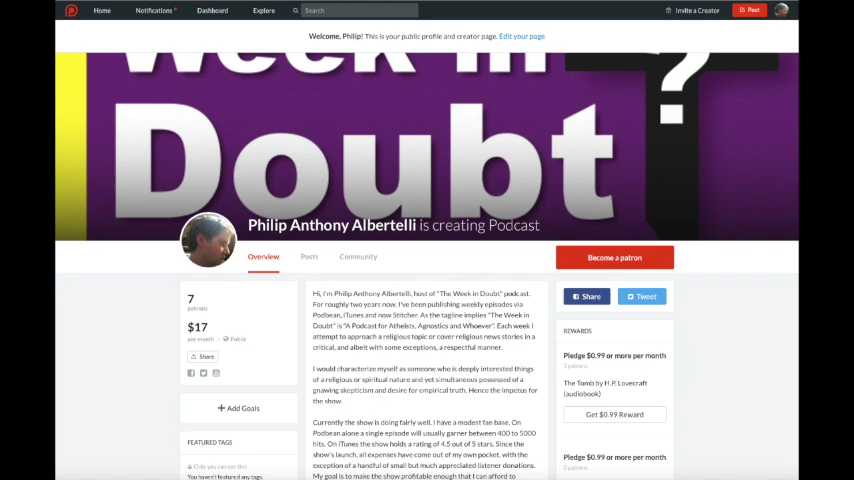 Home Notifications Dashboard Explore Search Invite a Creator Post
Welcome, Philip! This is your public profile and creator page. Edit your page
Week in
Doubt
?
Philip Anthony Albertelli is creating Podcast
Overview Posts Community
Become a patron
7
patrons
$17
per month · Public
Share
Add Goals
FEATURED TAGS
Only you can see this
You haven't featured any tags.
Hi, I'm Philip Anthony Albertelli, host of "The Week in Doubt" podcast.
For roughly two years now, I've been publishing weekly episodes via
Podbean, iTunes and now Stitcher. As the tagline implies "The Week in
Doubt" is "A Podcast for Atheists, Agnostics and Whoever". Each week I
attempt to approach a religious topic or cover religious news stories in a
critical, and albeit with some exceptions, a respectful manner.
I would characterize myself as someone who is deeply interested things
of a religious or spiritual nature and yet simultaneous possessed of a
gnawing skepticism and desire for empirical truth. Hence the impetus for
the show.
Currently the show is doing fairly well. I have a modest fan base. On
Podbean a single episode will usually garner between 400 to 5000
hits. On iTunes the show holds a rating of 4.5 out of 5 stars. Since the
show's launch, all expenses have come out of my own pocket, with the
exception of a handful of small but much appreciated listener donations.
My goal is to make the show profitable enough that I can afford to
Share Tweet
REWARDS
Pledge $0.99 or more per month
3 patrons
The Tomb by H.P. Lovecraft
(audiobook)
Get $0.99 Reward
Pledge $0.99 or more per month
0 patrons